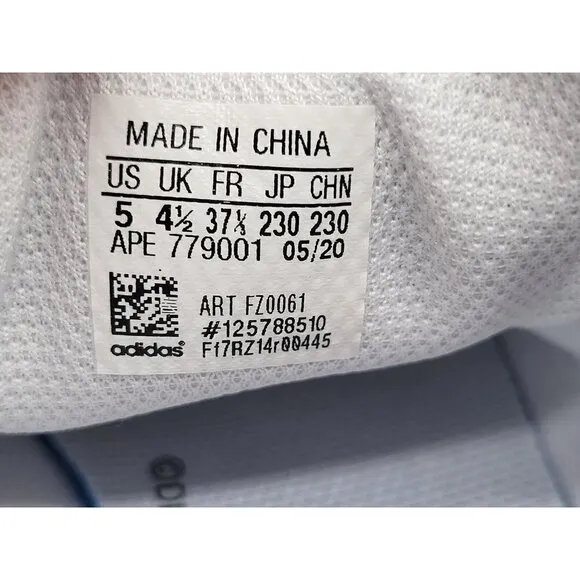 MADE IN CHINA
US UK FR JP CHN
5 4½ 37⅓ 230 230
APE 779001 05/20
ART FZ0061
#125788510
Ff7RZ14r00445
adidas®